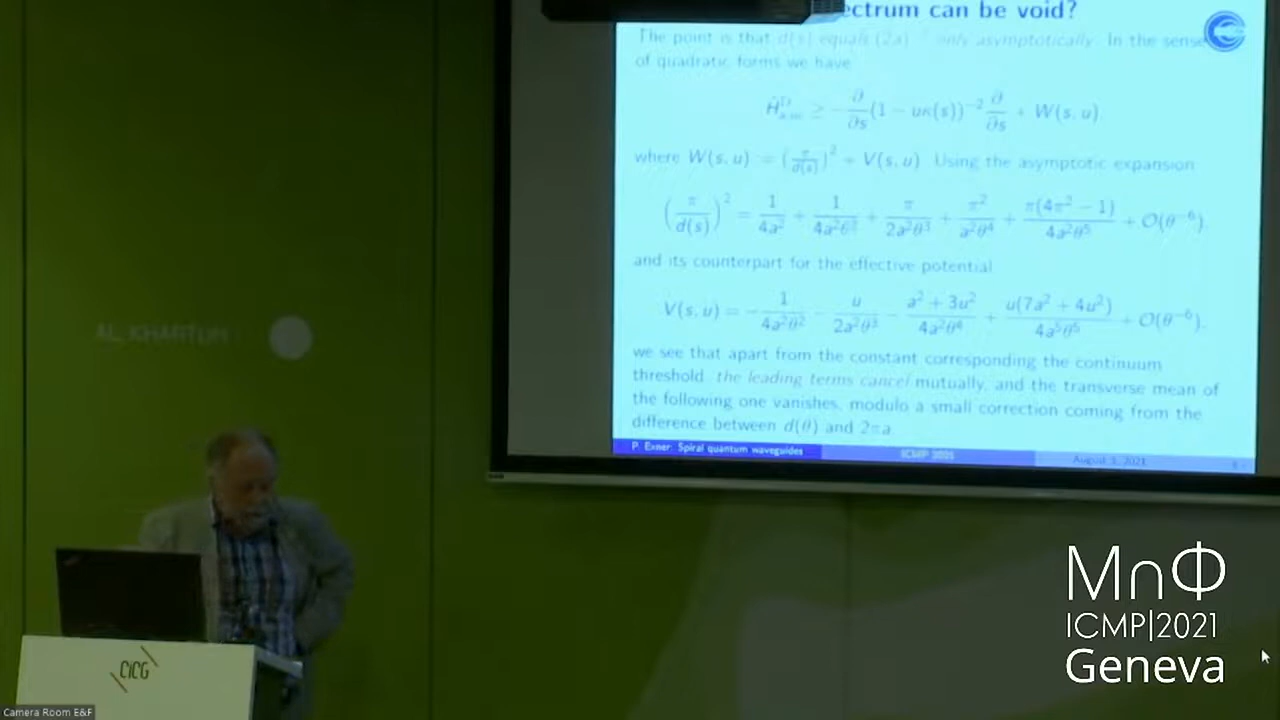 ectrum can be void?
The point is that d(s) equals (2a) only asymptotically. In the sense
of quadratic forms we have
≥ -∂/∂s (1 - uκ(s))⁻² ∂/∂s + W(s, u).
where W(s, u) = (π/d(s))² + V(s, u) Using the asymptotic expansion
(π/d(s))² = 1/4a² + 1/4a²θ² + π/2a²θ³ + π²/a²θ⁴ + π(4π² - 1)/4a²θ⁵ + O(θ⁻⁶).
and its counterpart for the effective potential
V(s, u) = - 1/4a²θ² - u/2a²θ³ - a² + 3u²/4a²θ⁴ + u(7a² + 4u²)/4a⁵θ⁵ + O(θ⁻⁶).
we see that apart from the constant corresponding the continuum
threshold, the leading terms cancel mutually, and the transverse mean of
the following one vanishes, modulo a small correction coming from the
difference between d(θ) and 2πa
P. Exner: Spiral quantum waveguides
ICMP 2021
August 3, 2021
AL. KHARTUM
CICG
MnΦ
ICMP|2021
Geneva
Camera Room E&F